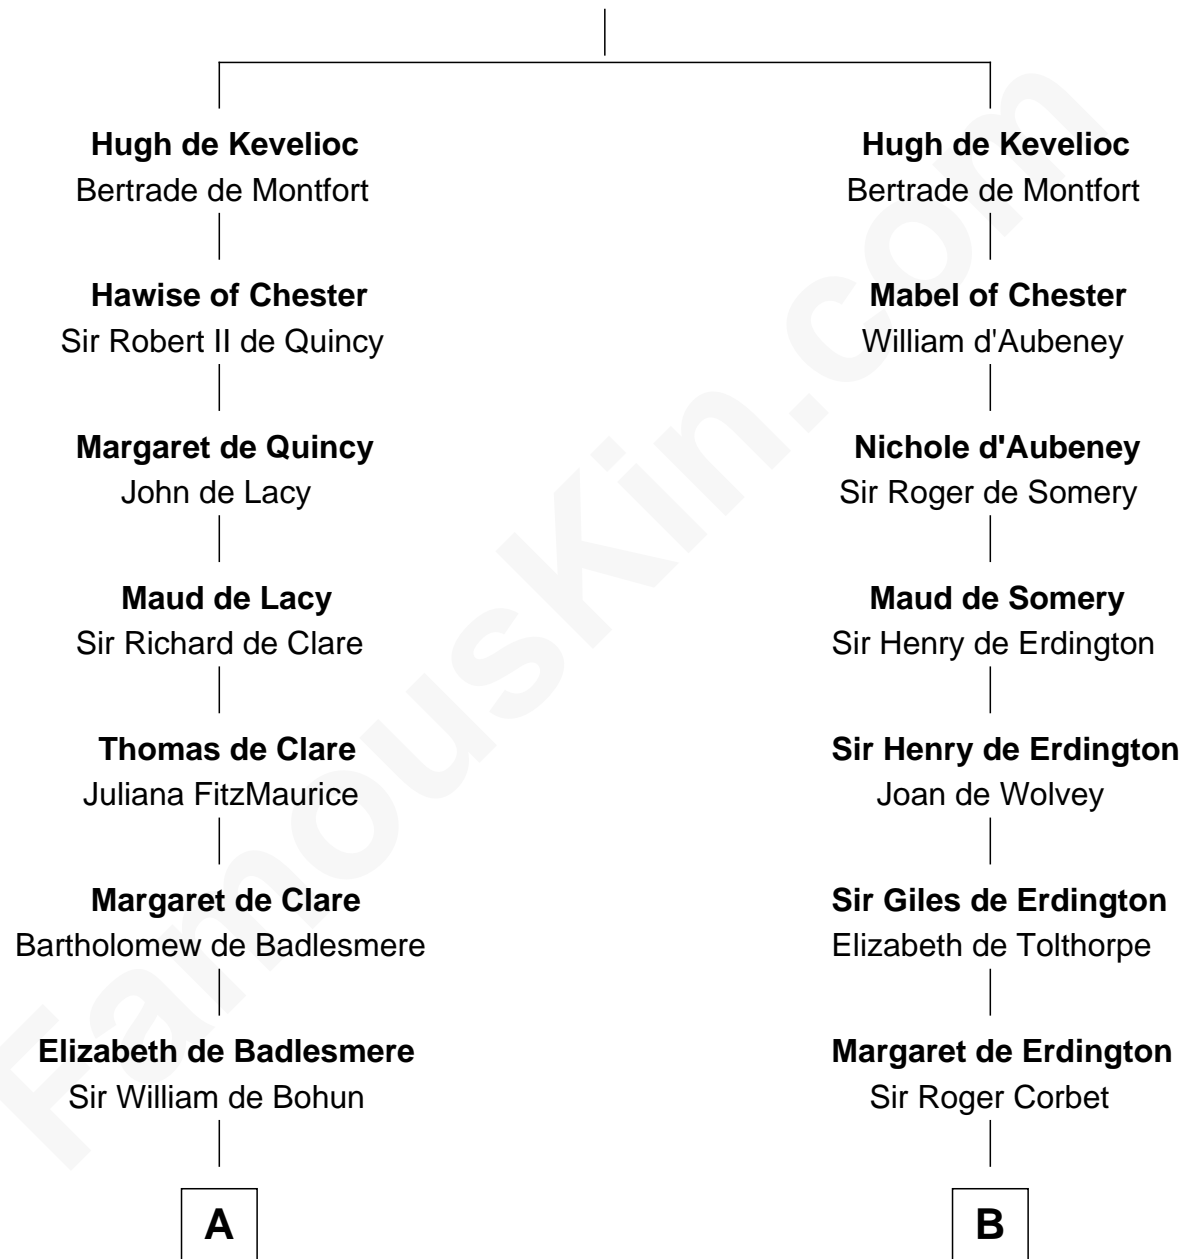 Hugh de Kevelioc
Bertrade de Montfort
Hawise of Chester
Sir Robert II de Quincy
Margaret de Quincy
John de Lacy
Maud de Lacy
Sir Richard de Clare
Thomas de Clare
Juliana FitzMaurice
Margaret de Clare
Bartholomew de Badlesmere
Elizabeth de Badlesmere
Sir William de Bohun
A
Hugh de Kevelioc
Bertrade de Montfort
Mabel of Chester
William d'Aubeney
Nichole d'Aubeney
Sir Roger de Somery
Maud de Somery
Sir Henry de Erdington
Sir Henry de Erdington
Joan de Wolvey
Sir Giles de Erdington
Elizabeth de Tolthorpe
Margaret de Erdington
Sir Roger Corbet
B
FamousKin.com